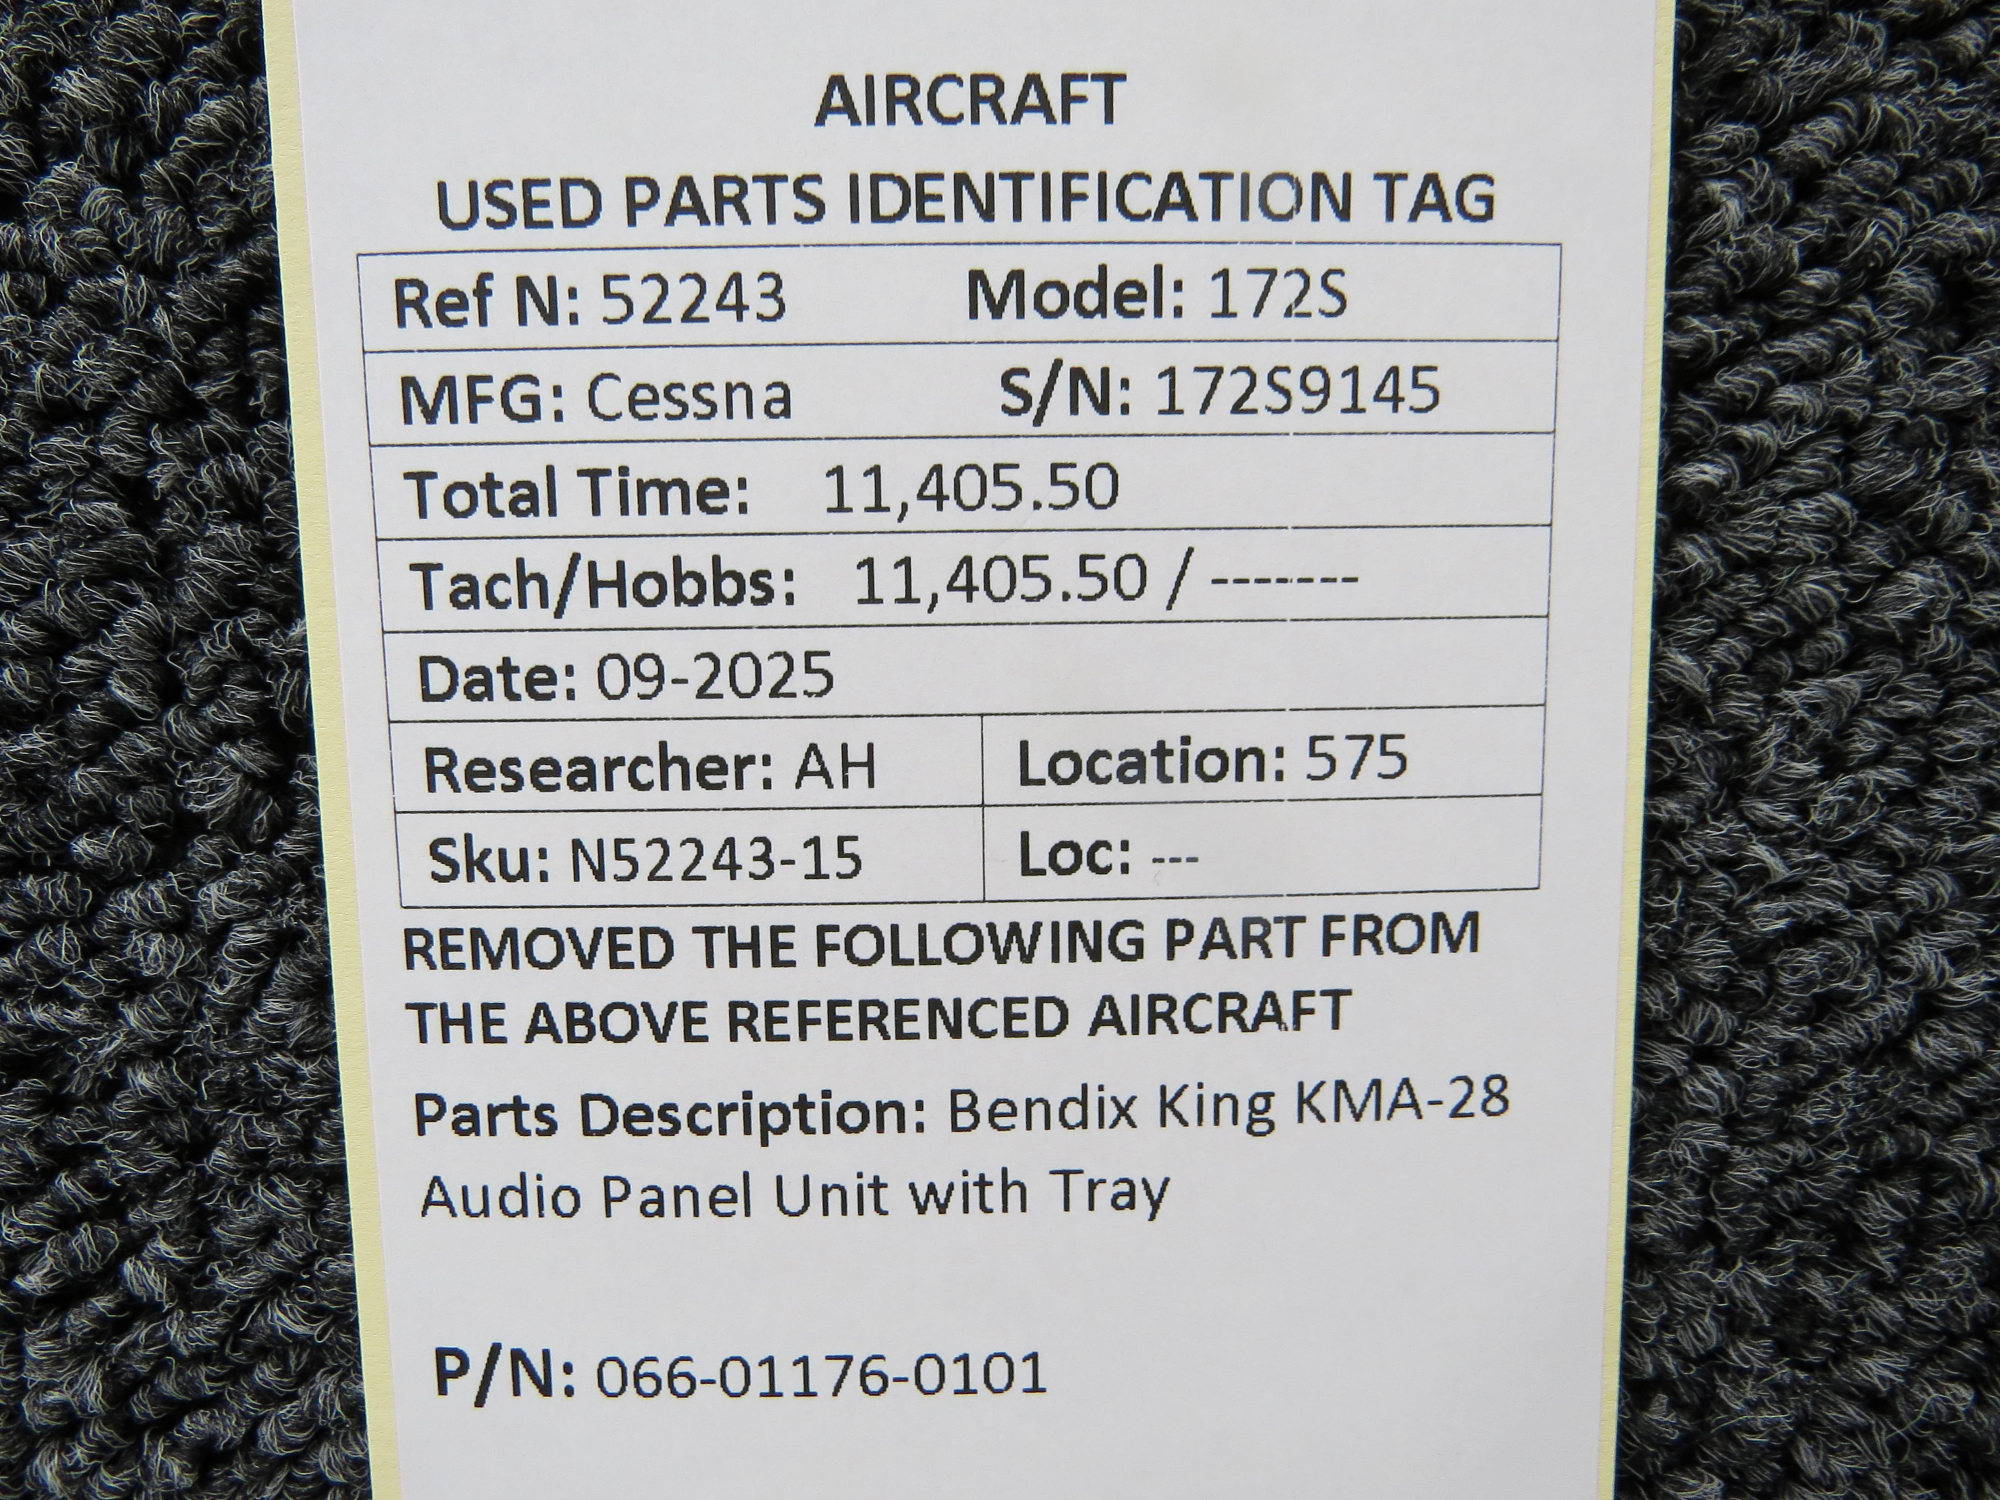 AIRCRAFT
USED PARTS IDENTIFICATION TAG
Ref N: 52243 Model: 172S
MFG: Cessna S/N: 172S9145
Total Time: 11,405.50
Tach/Hobbs: 11,405.50 / -------
Date: 09-2025
Researcher: AH Location: 575
Sku: N52243-15 Loc: ---
REMOVED THE FOLLOWING PART FROM
THE ABOVE REFERENCED AIRCRAFT
Parts Description: Bendix King KMA-28
Audio Panel Unit with Tray
P/N: 066-01176-0101